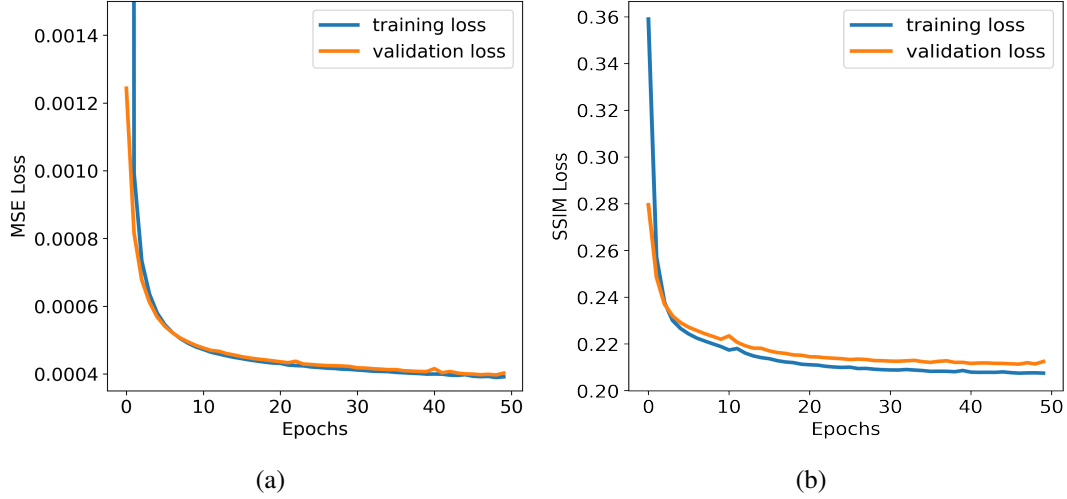 0.0014
0.0012
0.0010
0.0008
0.0006
0.0004
MSE Loss
0 10 20 30 40 50
Epochs
training loss
validation loss
(a)
0.36
0.34
0.32
0.30
0.28
0.26
0.24
0.22
0.20
SSIM Loss
0 10 20 30 40 50
Epochs
training loss
validation loss
(b)